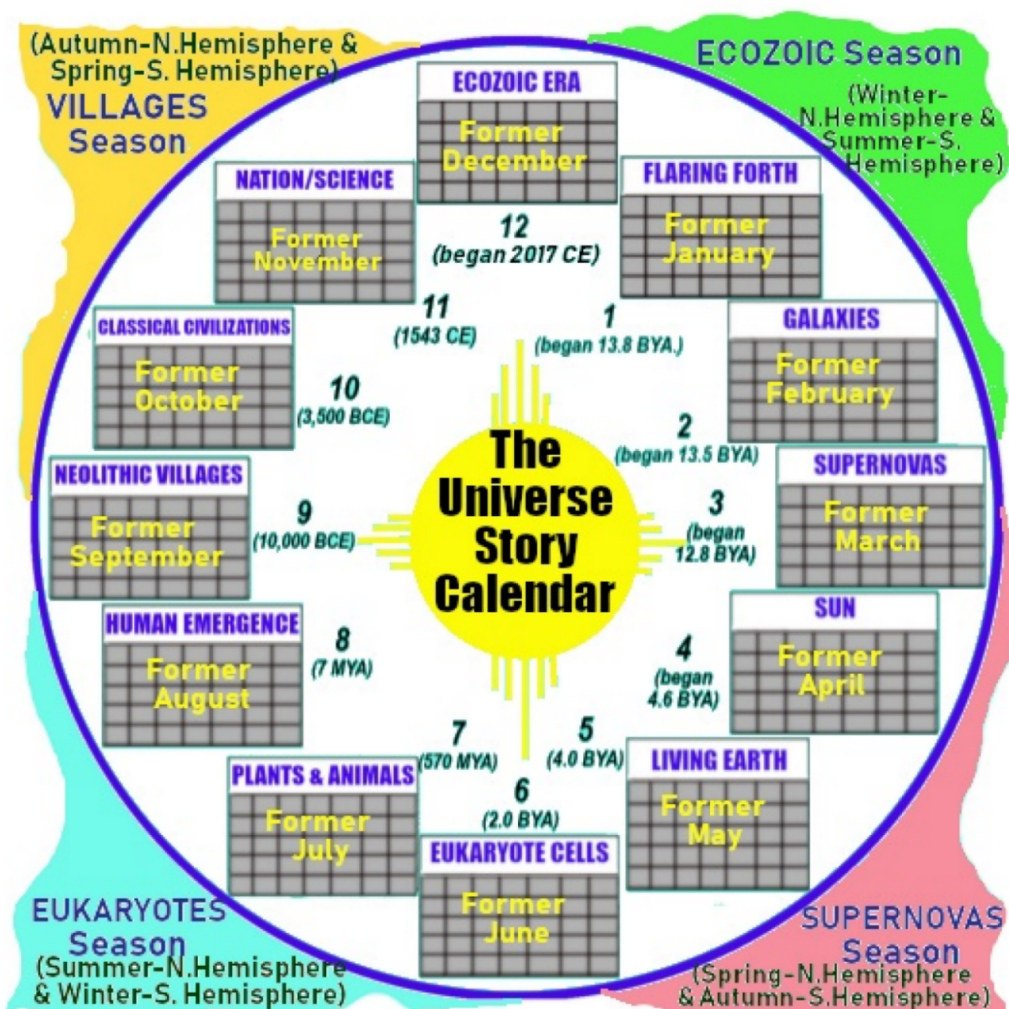 (Autumn-N.Hemisphere &
Spring-S. Hemisphere)
VILLAGES
Season
ECOZOIC Season
(Winter-
N.Hemisphere &
Summer-S.
Hemisphere)
ECOZOIC ERA
Former
December
12
(began 2017 CE)
FLARING FORTH
Former
January
1
(began 13.8 BYA.)
GALAXIES
Former
February
2
(began 13.5 BYA)
SUPERNOVAS
Former
March
3
(began
12.8 BYA)
SUN
Former
April
4
(began
4.6 BYA)
LIVING EARTH
Former
May
5
(4.0 BYA)
EUKARYOTE CELLS
Former
June
6
(2.0 BYA)
PLANTS & ANIMALS
Former
July
7
(570 MYA)
HUMAN EMERGENCE
Former
August
8
(7 MYA)
NEOLITHIC VILLAGES
Former
September
9
(10,000 BCE)
CLASSICAL CIVILIZATIONS
Former
October
10
(3,500 BCE)
NATION/SCIENCE
Former
November
11
(1543 CE)
The
Universe
Story
Calendar
EUKARYOTES
Season
(Summer-N.Hemisphere
& Winter-S. Hemisphere)
SUPERNOVAS
Season
(Spring-N.Hemisphere
& Autumn-S.Hemisphere)